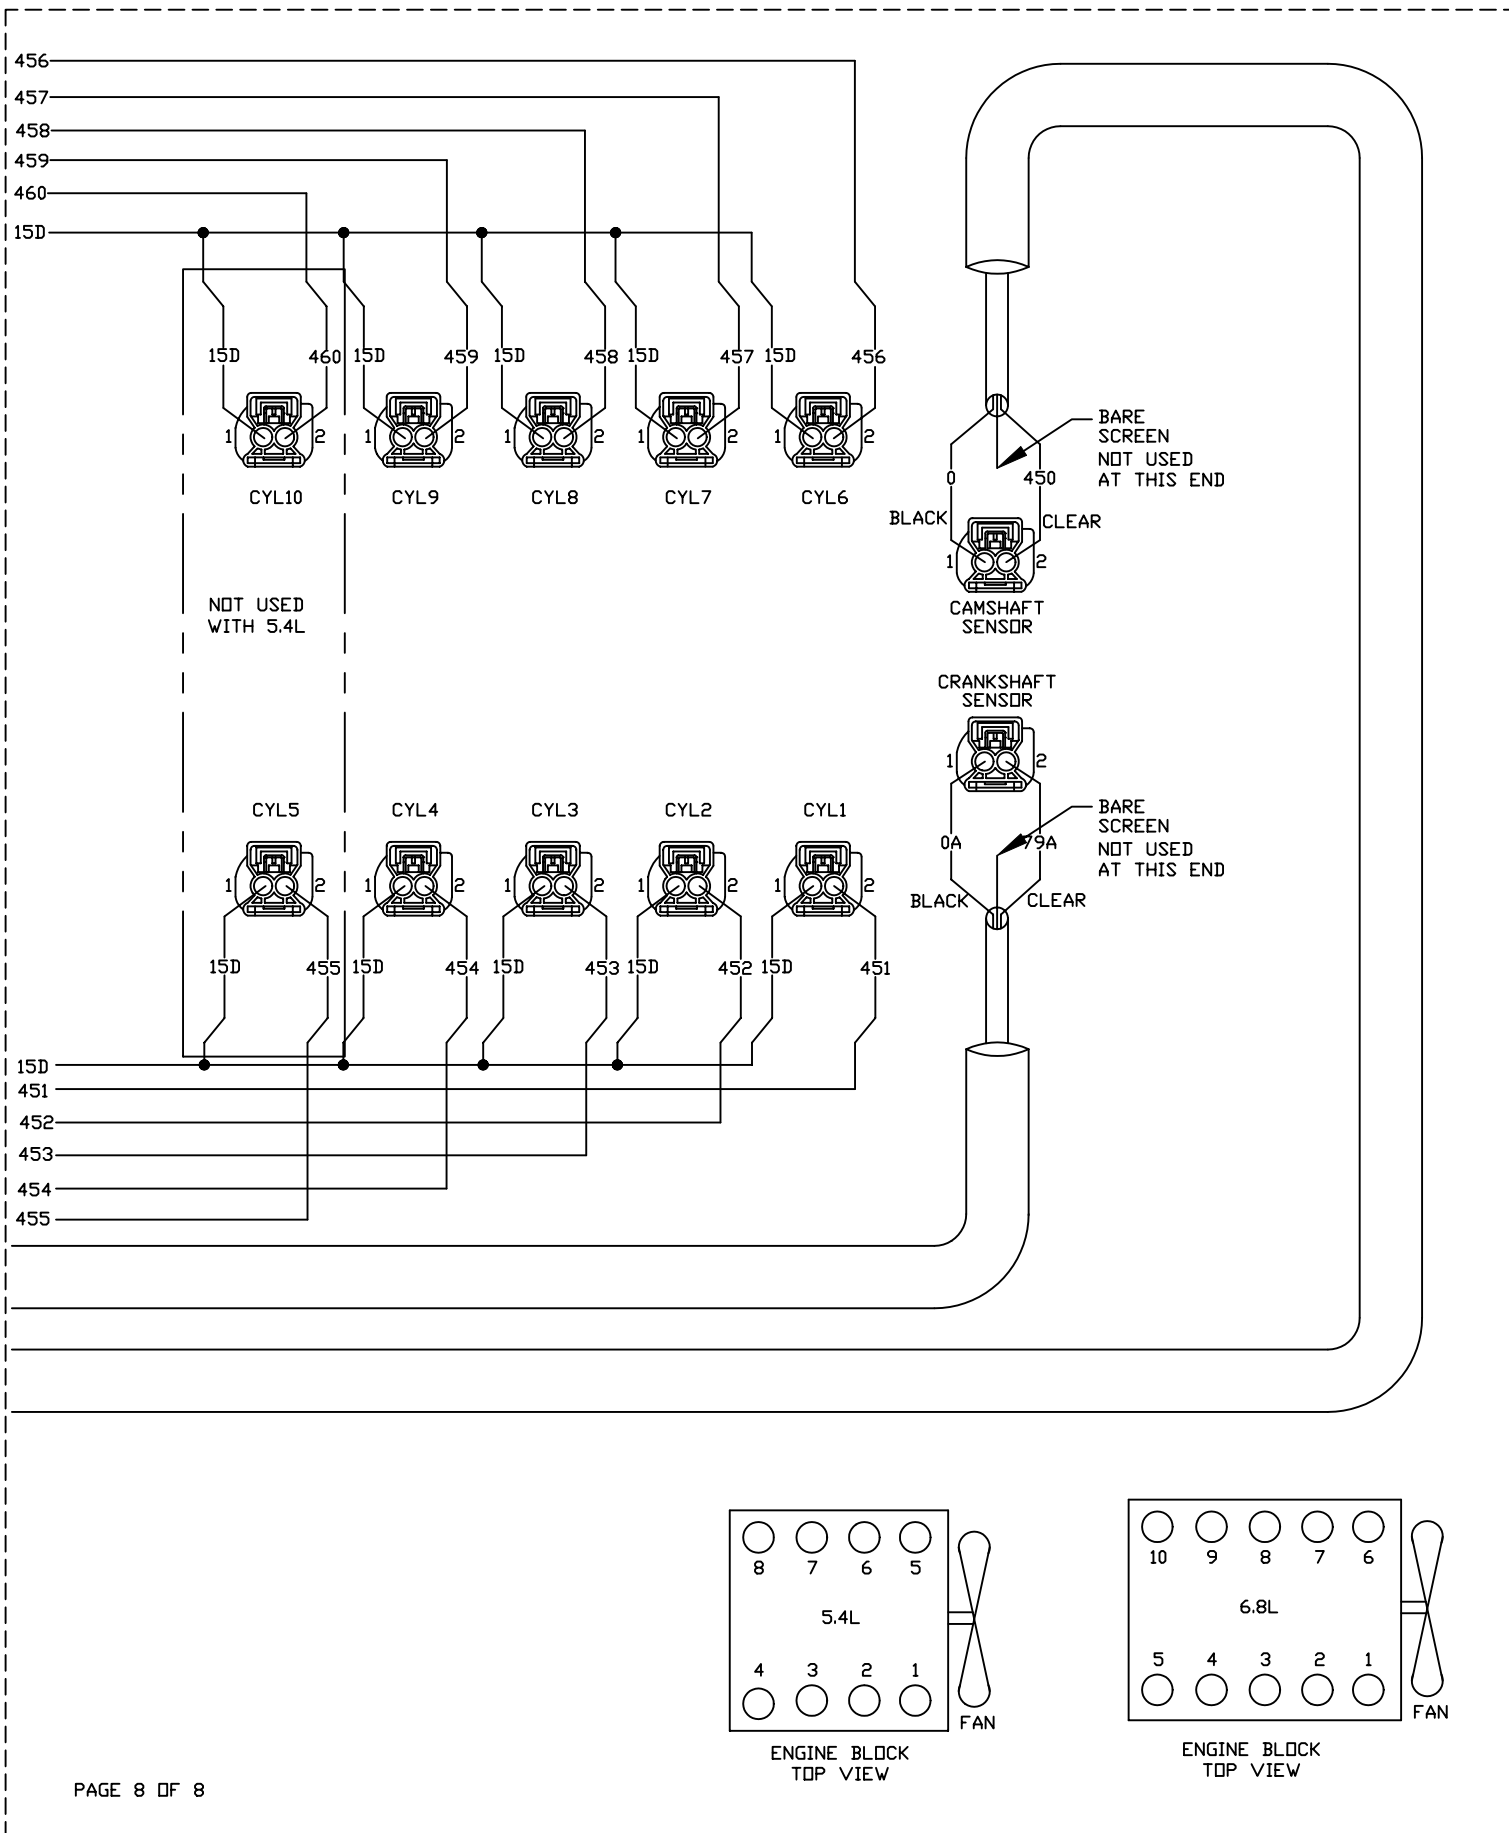 456
457
458
459
460
15D
15D 460 15D 459 15D 458 15D 457 15D 456
1 2 1 2 1 2 1 2 1 2
CYL10 CYL9 CYL8 CYL7 CYL6
BARE
SCREEN
NOT USED
AT THIS END
0 450
BLACK CLEAR
1 2
CAMSHAFT
SENSOR
NOT USED
WITH 5.4L
CRANKSHAFT
SENSOR
1 2
BARE
SCREEN
NOT USED
AT THIS END
0A 79A
BLACK CLEAR
CYL5 CYL4 CYL3 CYL2 CYL1
1 2 1 2 1 2 1 2 1 2
15D 455 15D 454 15D 453 15D 452 15D 451
15D
451
452
453
454
455
8 7 6 5
5.4L
4 3 2 1
FAN
ENGINE BLOCK
TOP VIEW
10 9 8 7 6
6.8L
5 4 3 2 1
FAN
ENGINE BLOCK
TOP VIEW
PAGE 8 OF 8